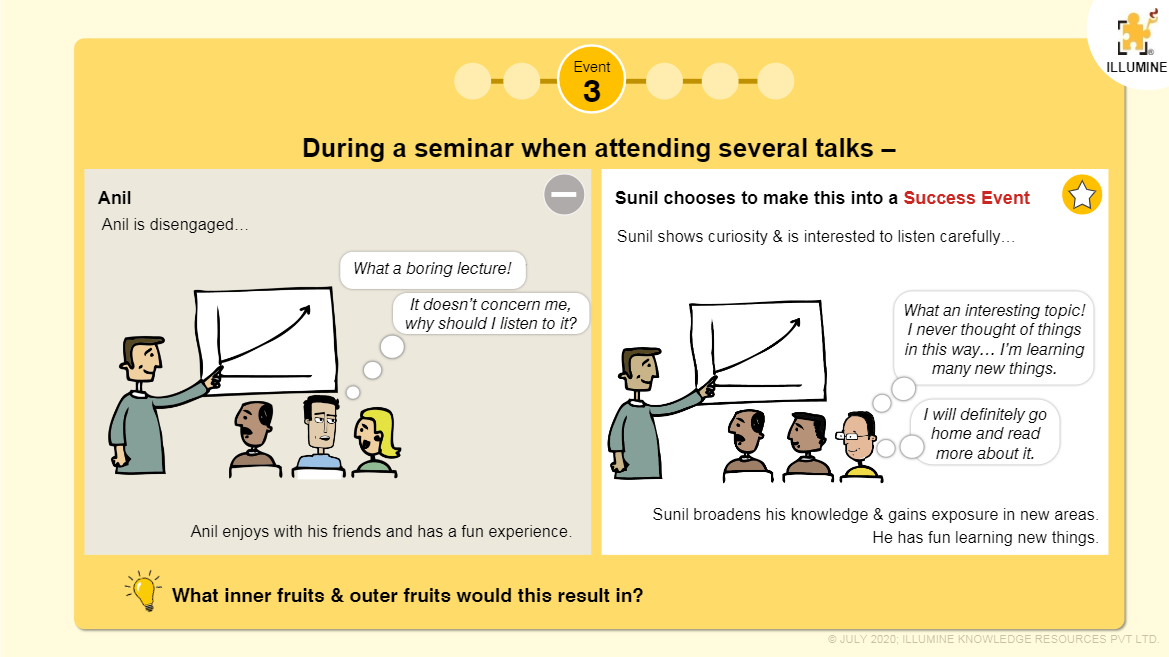 ILLUMINE
Event
3
During a seminar when attending several talks –
Anil
Anil is disengaged…
What a boring lecture!
It doesn't concern me,
why should I listen to it?
Anil enjoys with his friends and has a fun experience.
Sunil chooses to make this into a Success Event
Sunil shows curiosity & is interested to listen carefully…
What an interesting topic!
I never thought of things
in this way… I'm learning
many new things.
I will definitely go
home and read
more about it.
Sunil broadens his knowledge & gains exposure in new areas.
He has fun learning new things.
What inner fruits & outer fruits would this result in?
© JULY 2020; ILLUMINE KNOWLEDGE RESOURCES PVT LTD.